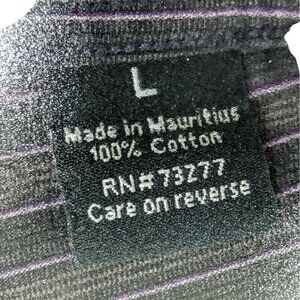 L
Made in Mauritius
100% Cotton
RN#73277
Care on reverse